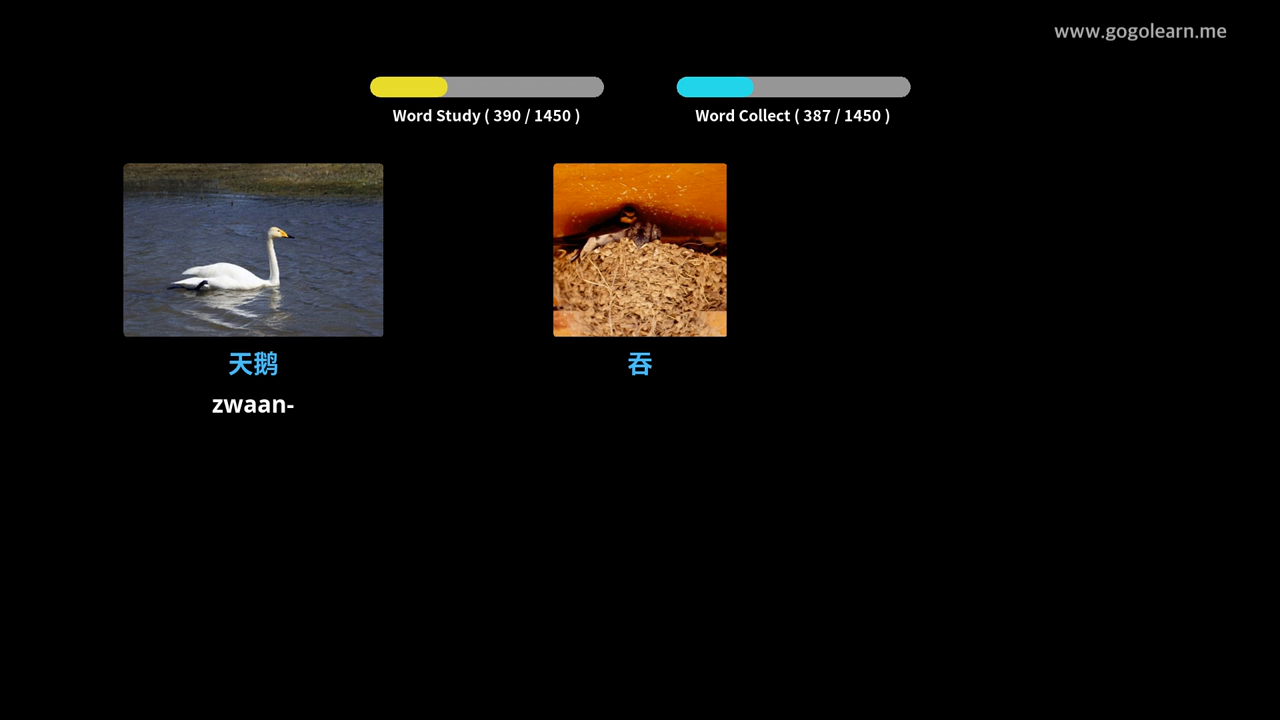 www.gogolearn.me
Word Study ( 390 / 1450 )
Word Collect ( 387 / 1450 )
天鹅
吞
zwaan-